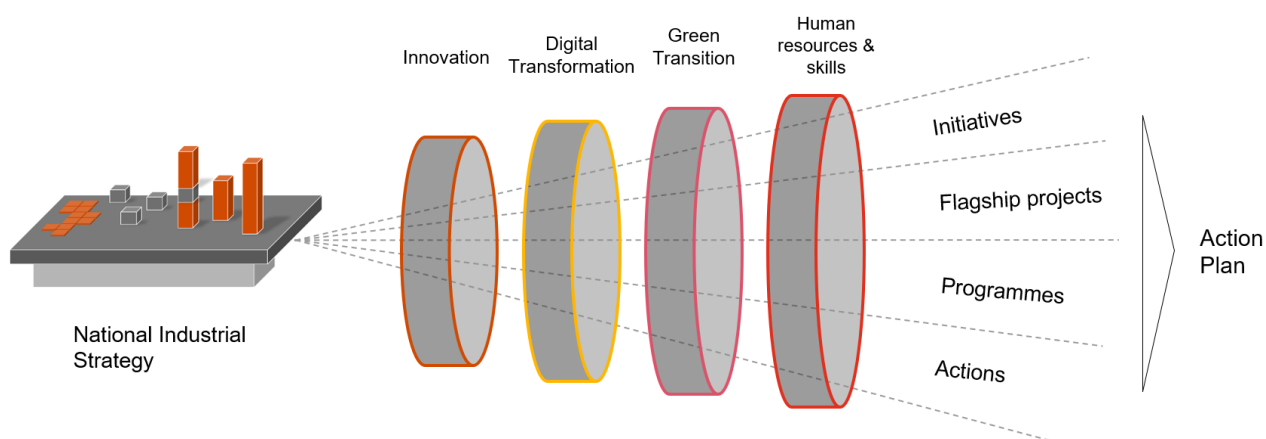 Innovation
Digital
Transformation
Green
Transition
Human
resources &
skills
Initiatives
Flagship projects
Programmes
Actions
Action
Plan
National Industrial
Strategy